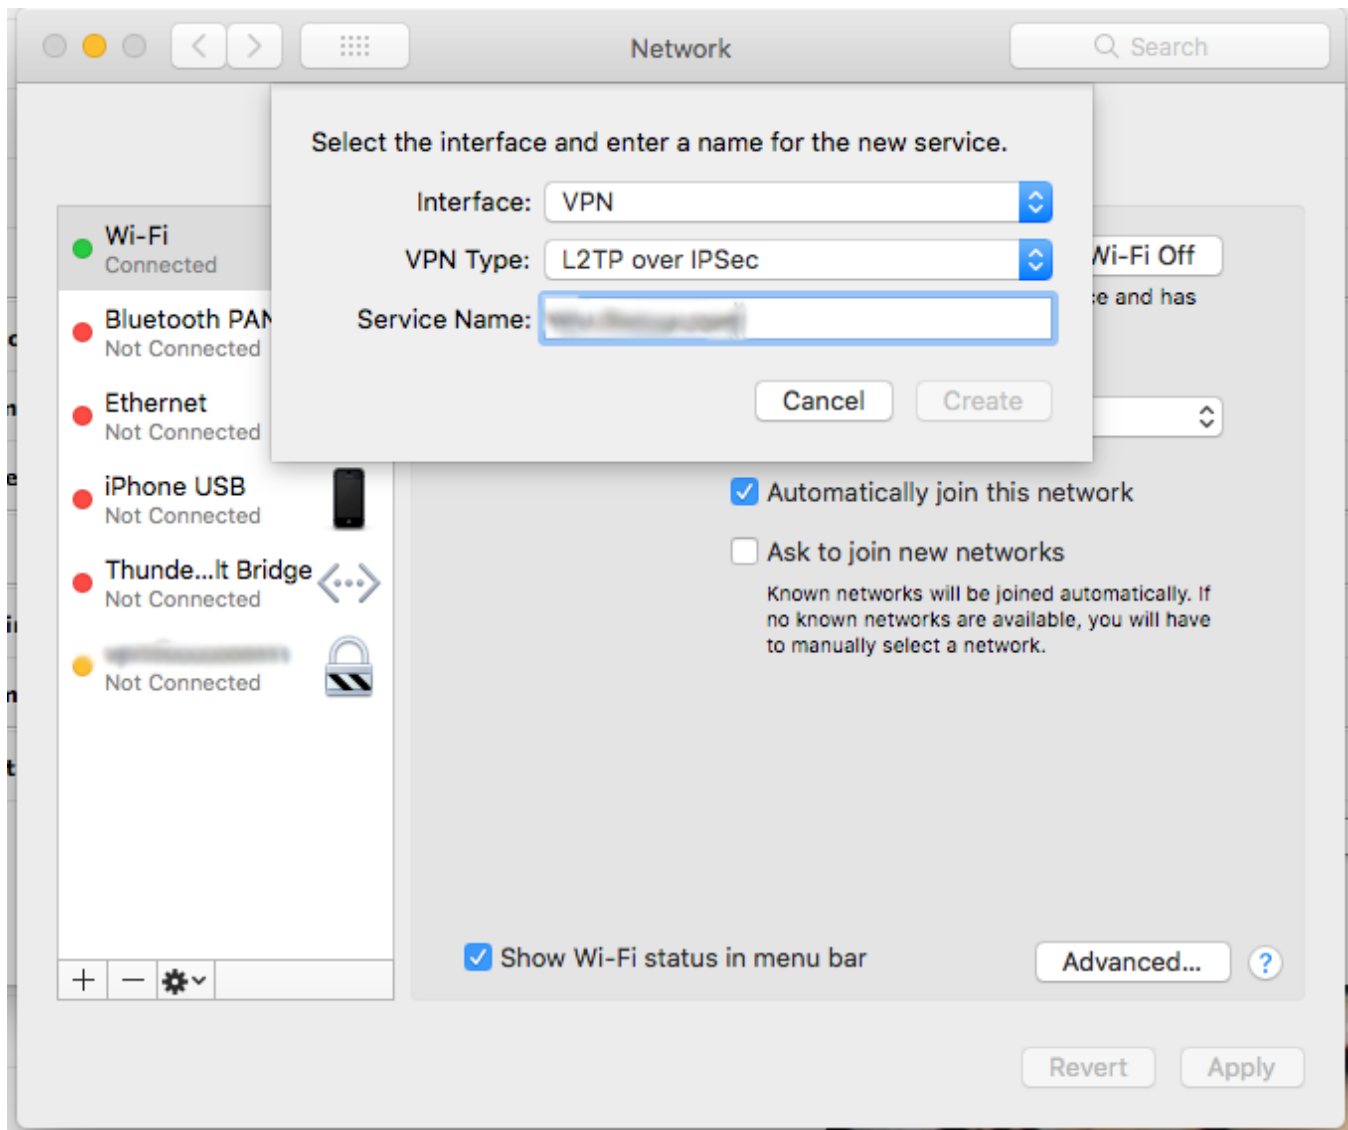 Network
Search
Select the interface and enter a name for the new service.
Interface: VPN
VPN Type: L2TP over IPSec
Service Name:
Cancel Create
Wi-Fi
Connected
Bluetooth PAN
Not Connected
Ethernet
Not Connected
iPhone USB
Not Connected
Thunde...lt Bridge
Not Connected
Not Connected
Wi-Fi Off
and has
Automatically join this network
Ask to join new networks
Known networks will be joined automatically. If
no known networks are available, you will have
to manually select a network.
Show Wi-Fi status in menu bar
Advanced... ?
Revert Apply